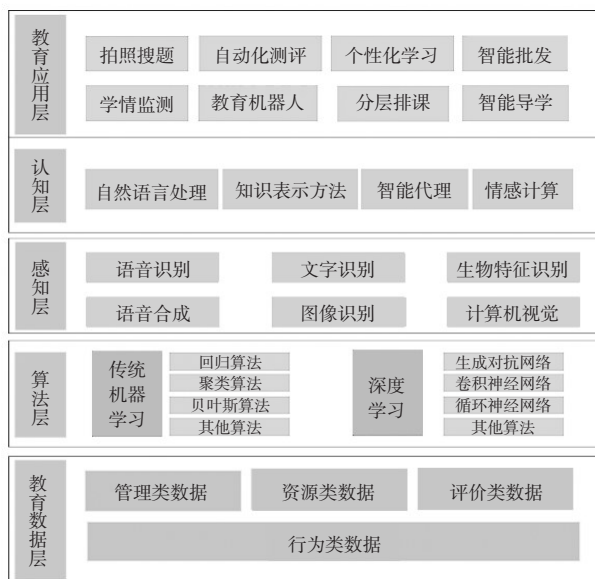 教育应用层
拍照搜题 自动化测评 个性化学习 智能批发
学情监测 教育机器人 分层排课 智能导学
认知层
自然语言处理 知识表示方法 智能代理 情感计算
感知层
语音识别 文字识别 生物特征识别
语音合成 图像识别 计算机视觉
算法层
传统
机器
学习
回归算法
聚类算法
贝叶斯算法
其他算法
深度
学习
生成对抗网络
卷积神经网络
循环神经网络
其他算法
教育数据层
管理类数据 资源类数据 评价类数据
行为类数据